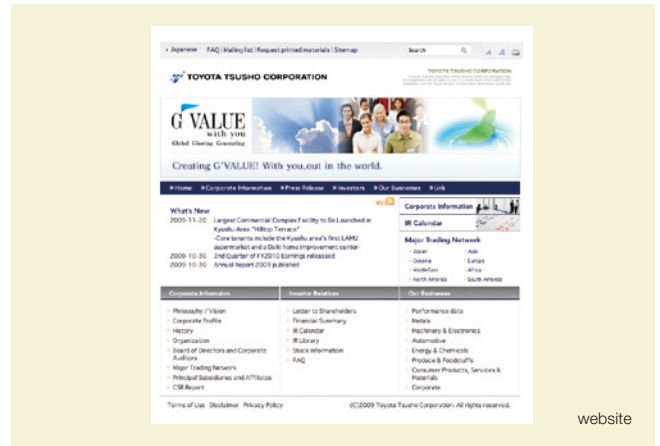 Japanese FAQ | Mailing list | Request printed materials | Sitemap Search
TOYOTA TSUSHO CORPORATION
TOYOTA TSUSHO CORPORATION
G'VALUE
with you
Global Glowing Generating
Creating G'VALUE! With you,out in the world.
Home Corporate Information Press Release Investors Our Businesses Link
What's New
2009-11-20 Largest Commercial Complex Facility to Be Launched in
Kyushu Area "Hilltop
Terrace"
-Core tenants include the Kyushu area's first LAMU
supermarket and a Daiki home improvement center-
2009-10-30 2nd Quarter of FY2010 Earnings releassed
2009-10-30 Annual Report 2009 published
Corporate Information
IR Calendar
Major Trading Network
Japan Asia
Oceania Europe
MiddleEast Africa
North America South America
Corporate Information
Philosophy / Vision
Corporate Profile
History
Organization
Board of Directors and Corporate
Auditors
Major Trading Network
Principal Subsidiaries and Affiliates
CSR Report
Investor Relations
Letter to Shareholders
Financial Summary
IR Calendar
IR Library
Stock Information
FAQ
Our Businesses
Performance data
Metals
Machinery & Electronics
Automotive
Energy & Chemicals
Produce & Foodstuffs
Consumer Products, Services &
Materials
Corporate
Terms of Use Disclaimer Privacy Policy (C)2009 Toyota Tsusho Corporation. All rights reserved.
website